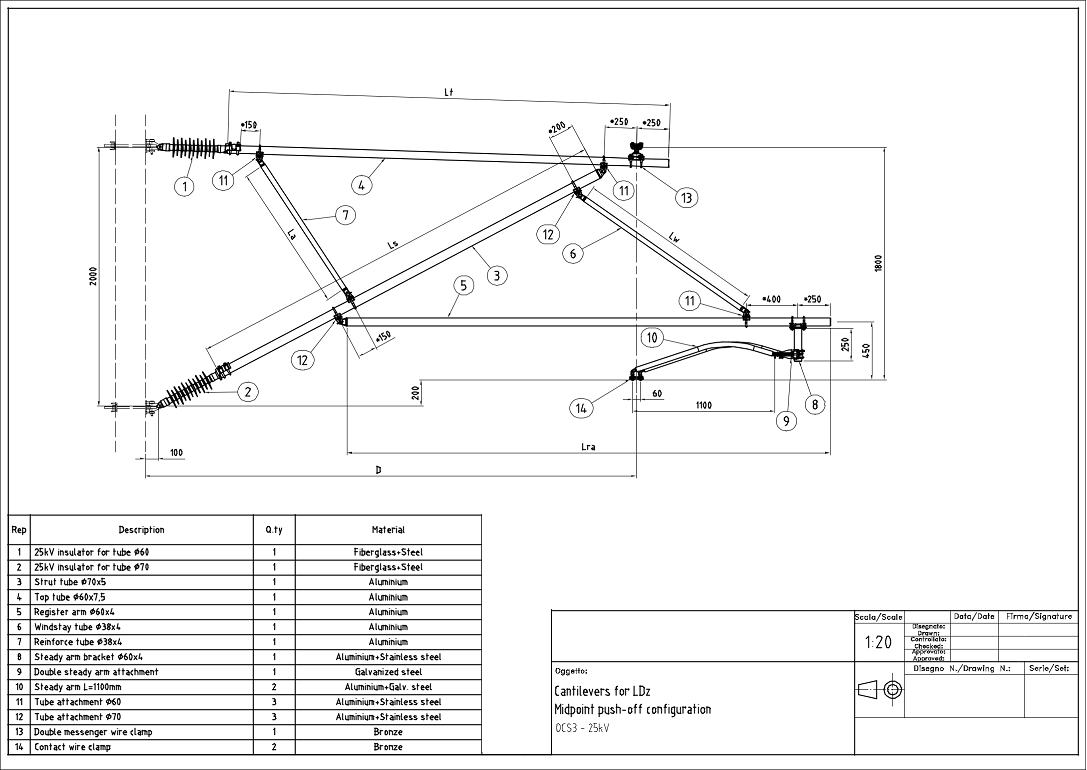 Lt
*150
*200
*250
*250
1
11
4
11
13
7
12
La
Ls
Lw
6
3
2000
1800
5
11
*400
*250
*150
12
10
250
450
2
200
14
60
1100
9
8
100
Lra
D
Rep Description Q.ty Material
1 25kV insulator for tube Ø60 1 Fiberglass+Steel
2 25kV insulator for tube Ø70 1 Fiberglass+Steel
3 Strut tube Ø70x5 1 Aluminium
4 Top tube Ø60x7,5 1 Aluminium
5 Register arm Ø60x4 1 Aluminium
6 Windstay tube Ø38x4 1 Aluminium
7 Reinforce tube Ø38x4 1 Aluminium
8 Steady arm bracket Ø60x4 1 Aluminium+Stainless steel
9 Double steady arm attachment 1 Galvanized steel
10 Steady arm L=1100mm 2 Aluminium+Galv. steel
11 Tube attachment Ø60 3 Aluminium+Stainless steel
12 Tube attachment Ø70 3 Aluminium+Stainless steel
13 Double messenger wire clamp 1 Bronze
14 Contact wire clamp 2 Bronze
Scala/Scale Data/Date Firma/Signature
1:20
Disegnato:
Drawn:
Controllato:
Checked:
Approvato:
Approved:
Oggetto:
Cantilevers for LDz
Midpoint push-off configuration
OCS3 - 25kV
Disegno N./Drawing N.: Serie/Set: